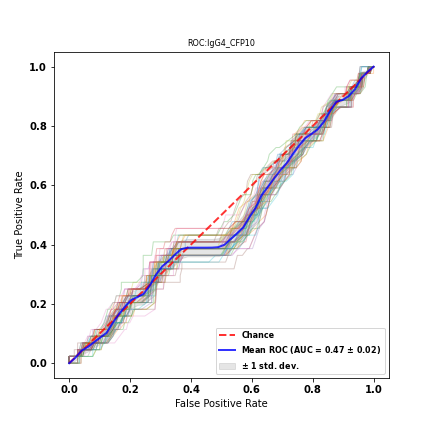 ROC:IgG4_CFP10
True Positive Rate
1.0
0.8
0.6
0.4
0.2
0.0
Chance
Mean ROC (AUC = 0.47 ± 0.02)
± 1 std. dev.
0.0 0.2 0.4 0.6 0.8 1.0
False Positive Rate